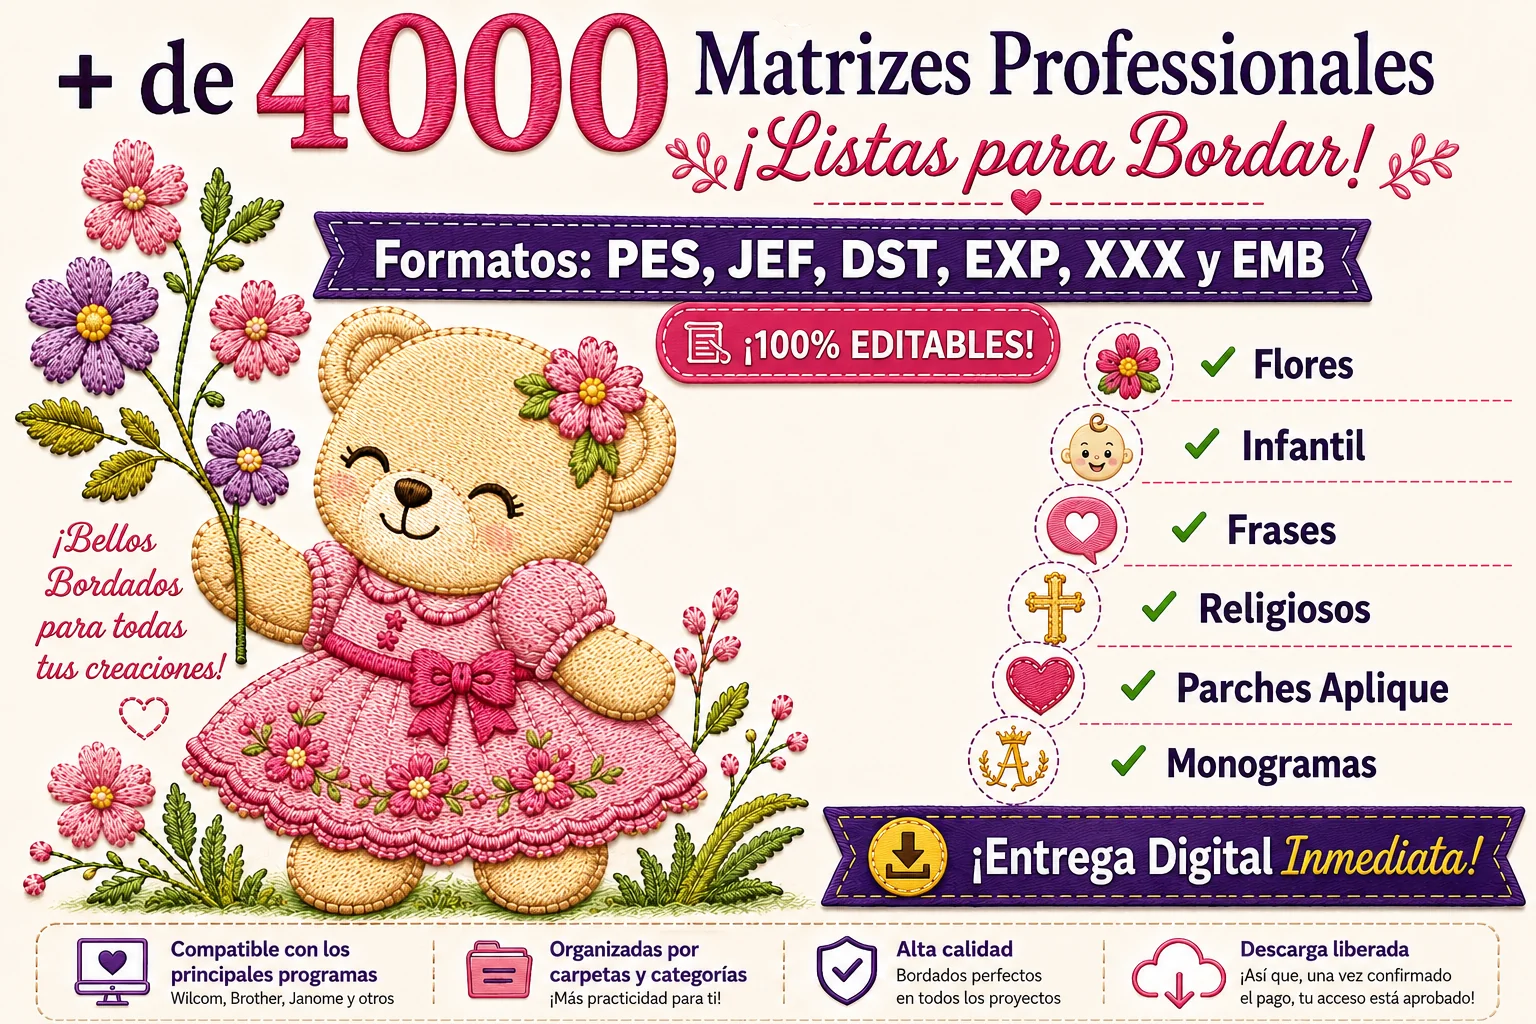 + de 4000 Matrizes Professionales
¡Listas para Bordar!
Formatos: PES, JEF, DST, EXP, XXX y EMB
¡100% EDITABLES!
Flores
Infantil
Frases
Religiosos
Parches Aplique
A
Monogramas
¡Bellos
Bordados
para todas
tus creaciones!
¡Entrega Digital Inmediata!
Compatible con los
principales programas
Wilcom, Brother, Janome y otros
Organizadas por
carpetas y categorías
¡Más practicidad para ti!
Alta calidad
Bordados perfectos
en todos los proyectos
Descarga liberada
¡Así que, una vez confirmado
el pago, tu acceso está aprobado!